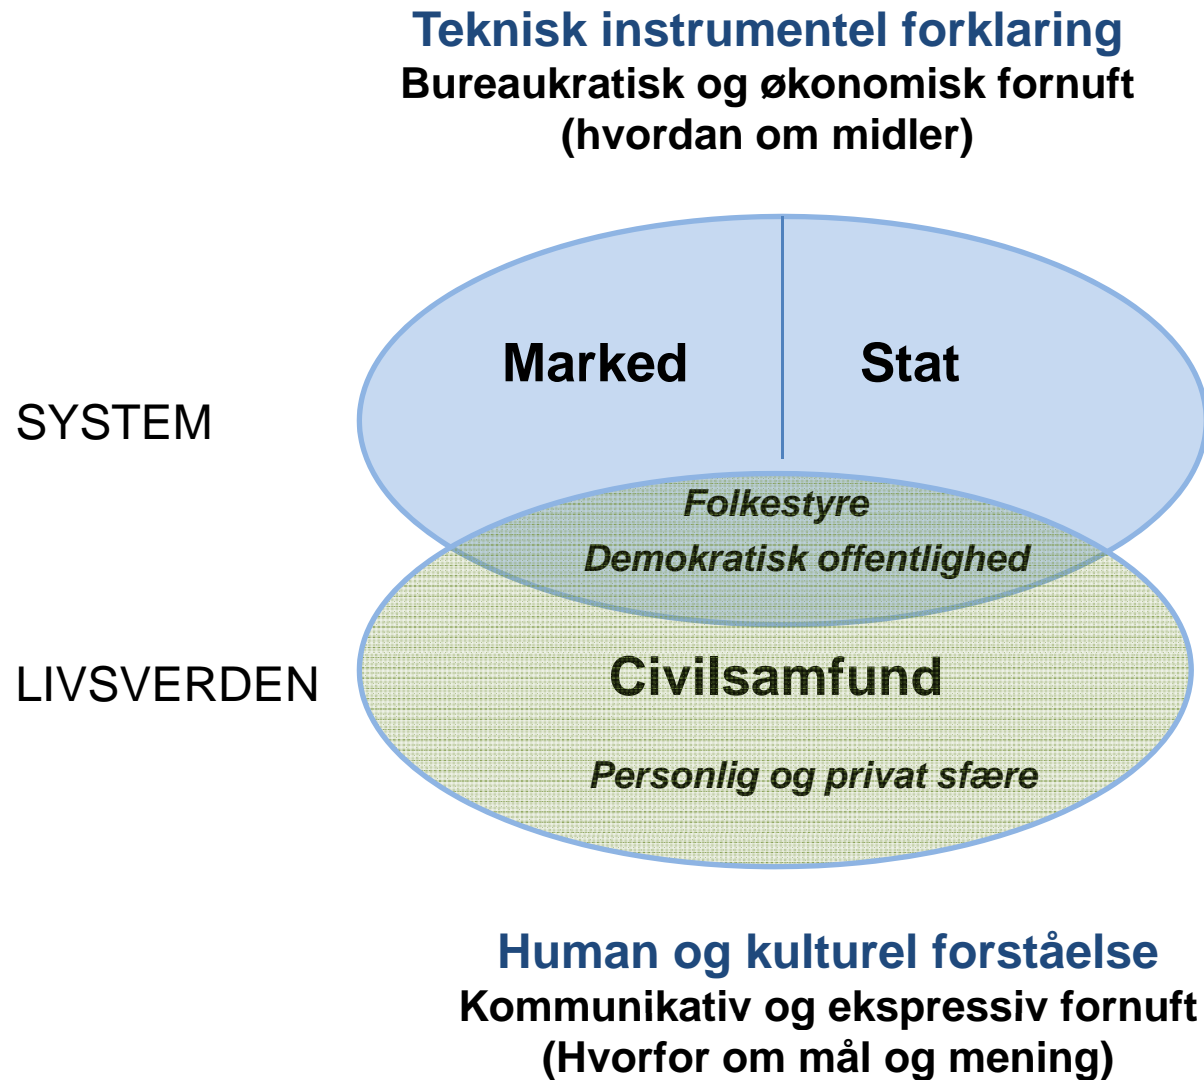 Teknisk instrumentel forklaring
Bureaukratisk og økonomisk fornuft
(hvordan om midler)
Marked
Stat
SYSTEM
Folkestyre
Demokratisk offentlighed
LIVSVERDEN
Civilsamfund
Personlig og privat sfære
Human og kulturel forståelse
Kommunikativ og ekspressiv fornuft
(Hvorfor om mål og mening)